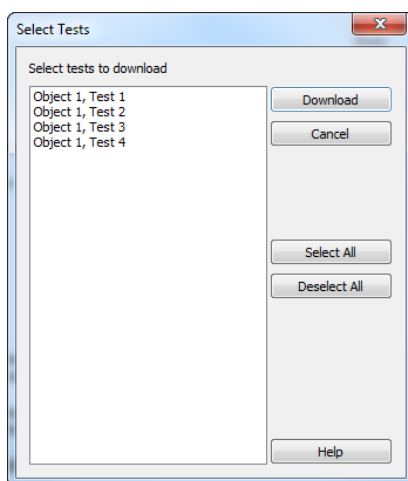 Select Tests
Select tests to download
Object 1, Test 1
Object 1, Test 2
Object 1, Test 3
Object 1, Test 4
Download
Cancel
Select All
Deselect All
Help